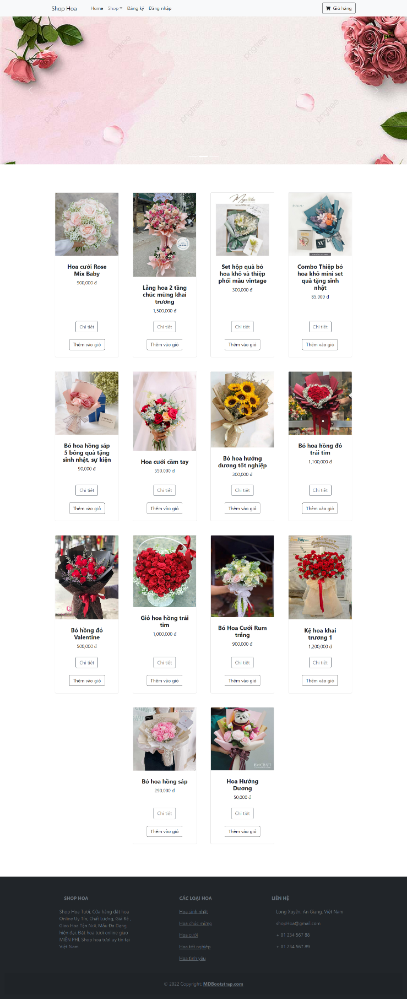 Shop Hoa
Home
Shop
Đăng ký
Đăng nhập
Giỏ hàng
pngtree
pngtree
pngtree
pngtree
pngtree
Hoa cưới Rose
Mix Baby
900,000 đ
Chi tiết
Thêm vào giỏ
Lẵng hoa 2 tầng
chúc mừng khai
trương
1,500,000 đ
Chi tiết
Thêm vào giỏ
Magnolia
Set hộp quà bó
hoa khô và thiệp
phối màu vintage
300,000 đ
Chi tiết
Thêm vào giỏ
W
Combo Thiệp bó
hoa khô mini set
quà tặng sinh
nhật
85,000 đ
Chi tiết
Thêm vào giỏ
Bó hoa hồng sáp
5 bông quà tặng
sinh nhật, sự kiện
90,000 đ
Chi tiết
Thêm vào giỏ
Hoa cưới cầm tay
550,000 đ
Chi tiết
Thêm vào giỏ
Bó hoa hướng
dương tốt nghiệp
300,000 đ
Chi tiết
Thêm vào giỏ
Bó hoa hồng đỏ
trái tim
1,100,000 đ
Chi tiết
Thêm vào giỏ
Bó hồng đỏ
Valentine
500,000 đ
Chi tiết
Thêm vào giỏ
Giỏ hoa hồng trái
tim
1,000,000 đ
Chi tiết
Thêm vào giỏ
Bó Hoa Cưới Rum
trắng
900,000 đ
Chi tiết
Thêm vào giỏ
Congratulations
Kệ hoa khai
trương 1
1,200,000 đ
Chi tiết
Thêm vào giỏ
Bó hoa hồng sáp
290,000 đ
Chi tiết
Thêm vào giỏ
Hoa Hướng
Dương
50,000 đ
Chi tiết
Thêm vào giỏ
SHOP HOA
Shop Hoa Tươi, Cửa hàng đặt hoa
Online Uy Tín, Chất Lượng, Giá Rẻ ,
Giao Hoa Tận Nơi, Mẫu Đa Dạng,
hiện đại. Đặt hoa tươi online giao
MIỄN PHÍ. Shop hoa tươi uy tín tại
Việt Nam
CÁC LOẠI HOA
Hoa sinh nhật
Hoa chúc mừng
Hoa cưới
Hoa tốt nghiệp
Hoa tình yêu
LIÊN HỆ
Long Xuyên, An Giang, Việt Nam
shopHoa@gmail.com
+ 01 234 567 88
+ 01 234 567 89
© 2022 Copyright: MDBootstrap.com